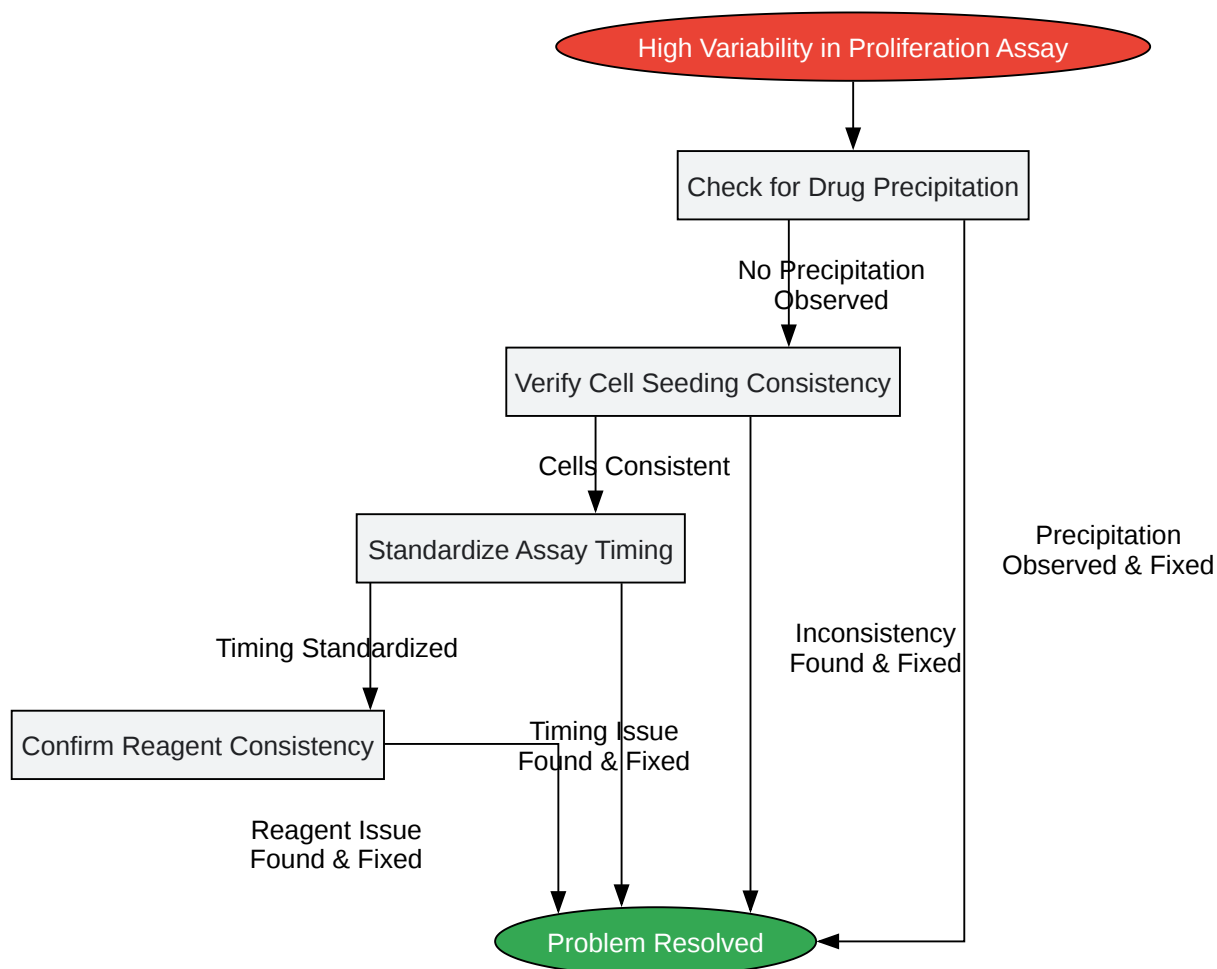 High Variability in Proliferation Assay
Check for Drug Precipitation
No Precipitation
Observed
Verify Cell Seeding Consistency
Cells Consistent
Standardize Assay Timing
Precipitation
Observed & Fixed
Timing Standardized
Inconsistency
Found & Fixed
Confirm Reagent Consistency
Timing Issue
Found & Fixed
Reagent Issue
Found & Fixed
Problem Resolved